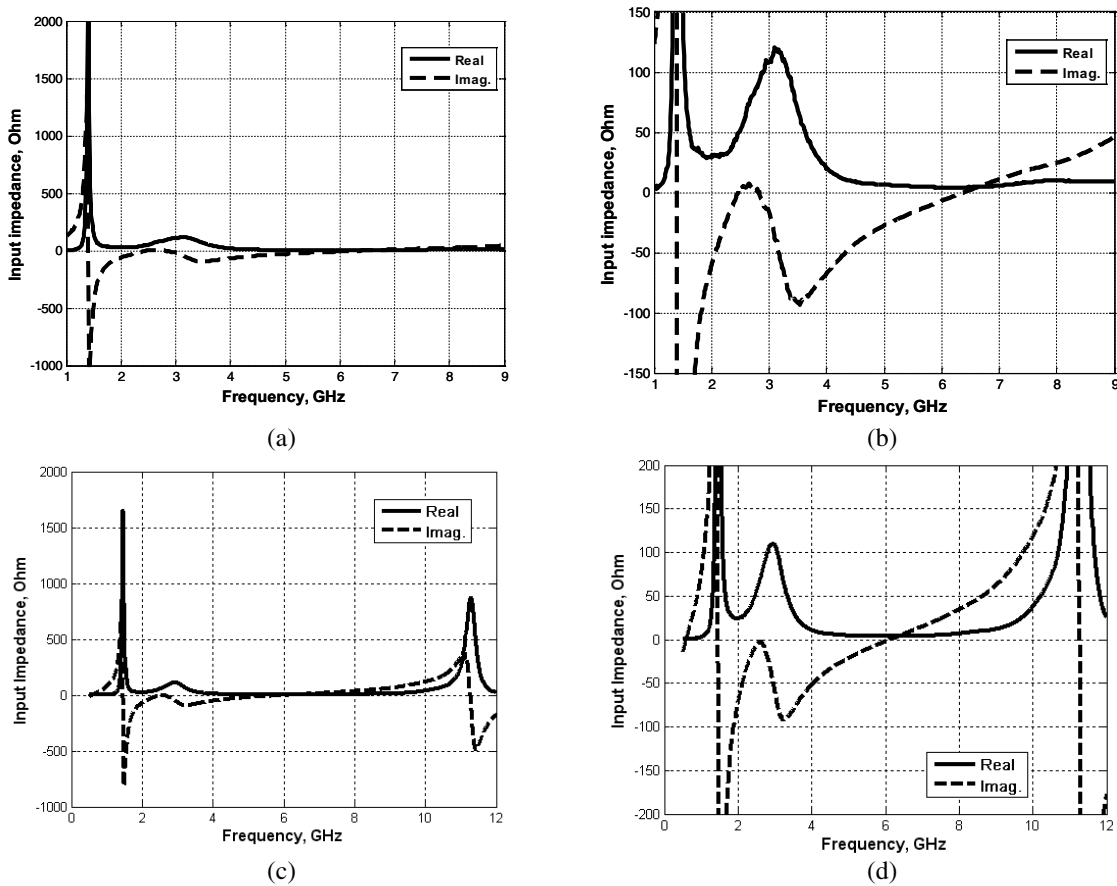 2000
1500
1000
500
0
-500
-1000
Input impedance, Ohm
Real
Imag.
1 2 3 4 5 6 7 8 9
Frequency, GHz
(a)
150
100
50
0
-50
-100
-150
Input impedance, Ohm
Real
Imag.
1 2 3 4 5 6 7 8 9
Frequency, GHz
(b)
2000
1500
1000
500
0
-500
-1000
Input Impedance, Ohm
Real
Imag.
0 2 4 6 8 10 12
Frequency, GHz
(c)
200
150
100
50
0
-50
-100
-150
-200
Input Impedance, Ohm
Real
Imag.
0 2 4 6 8 10 12
Frequency, GHz
(d)